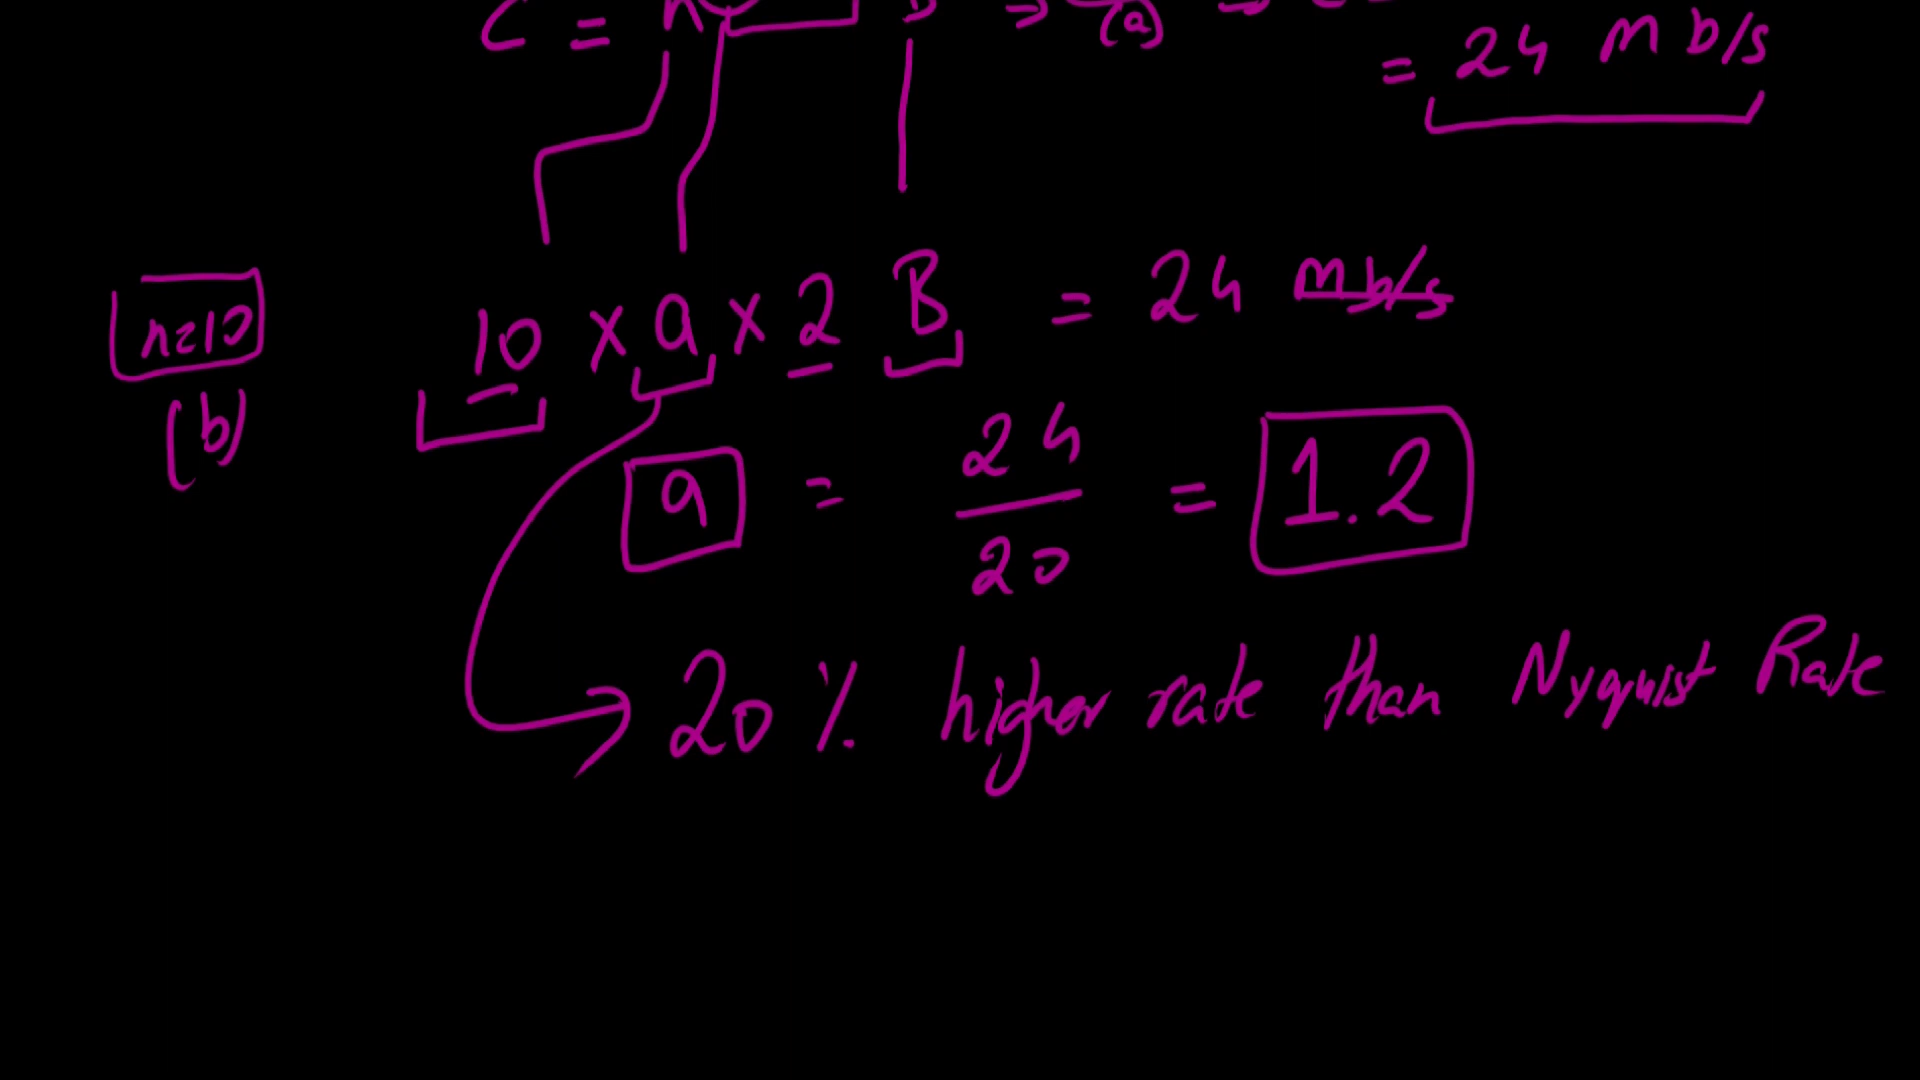 C = n B ⇒ (a) ⇒
= 24 Mb/s
n=10
10 × a × 2 B = 24 Mb/s
(b)
a = 24/20 = 1.2
20 % higher rate than Nyquist Rate